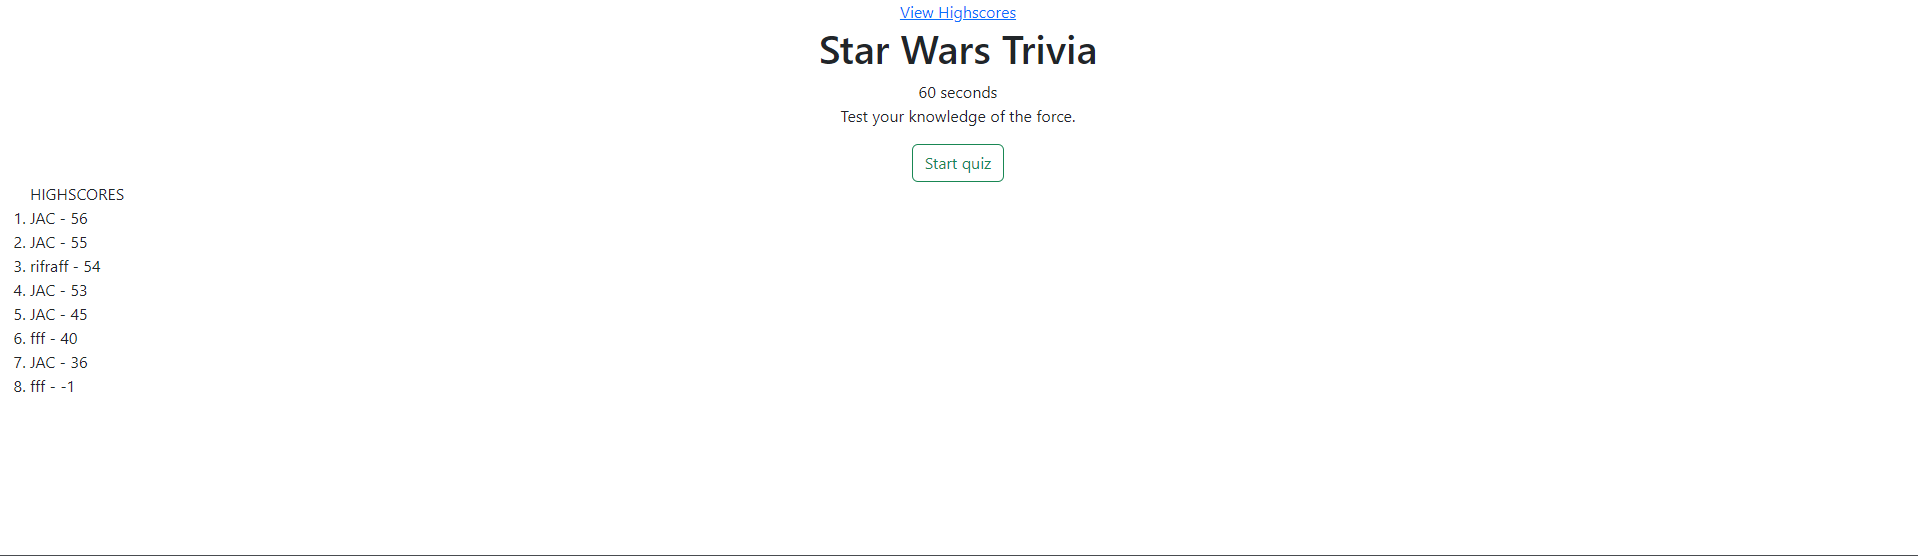 View Highscores
Star Wars Trivia
60 seconds
Test your knowledge of the force.
Start quiz
HIGHSCORES
1. JAC - 56
2. JAC - 55
3. rifraff - 54
4. JAC - 53
5. JAC - 45
6. fff - 40
7. JAC - 36
8. fff - -1